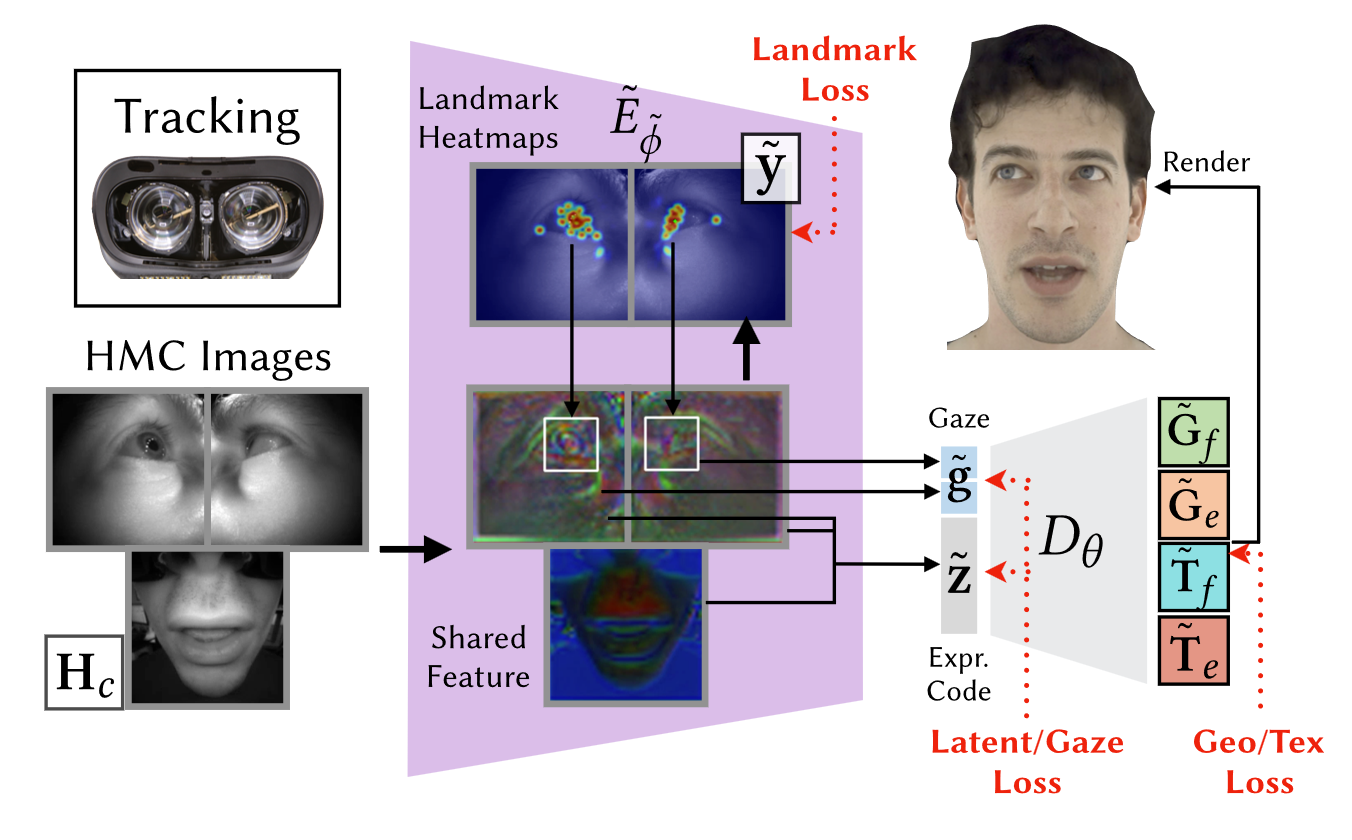 Tracking
HMC Images
H_c
Landmark
Heatmaps
Ẽ_ϕ̃
ỹ
Landmark
Loss
Shared
Feature
Gaze
g̃
z̃
Expr.
Code
D_θ
Render
G̃_f
G̃_e
T̃_f
T̃_e
Latent/Gaze
Loss
Geo/Tex
Loss